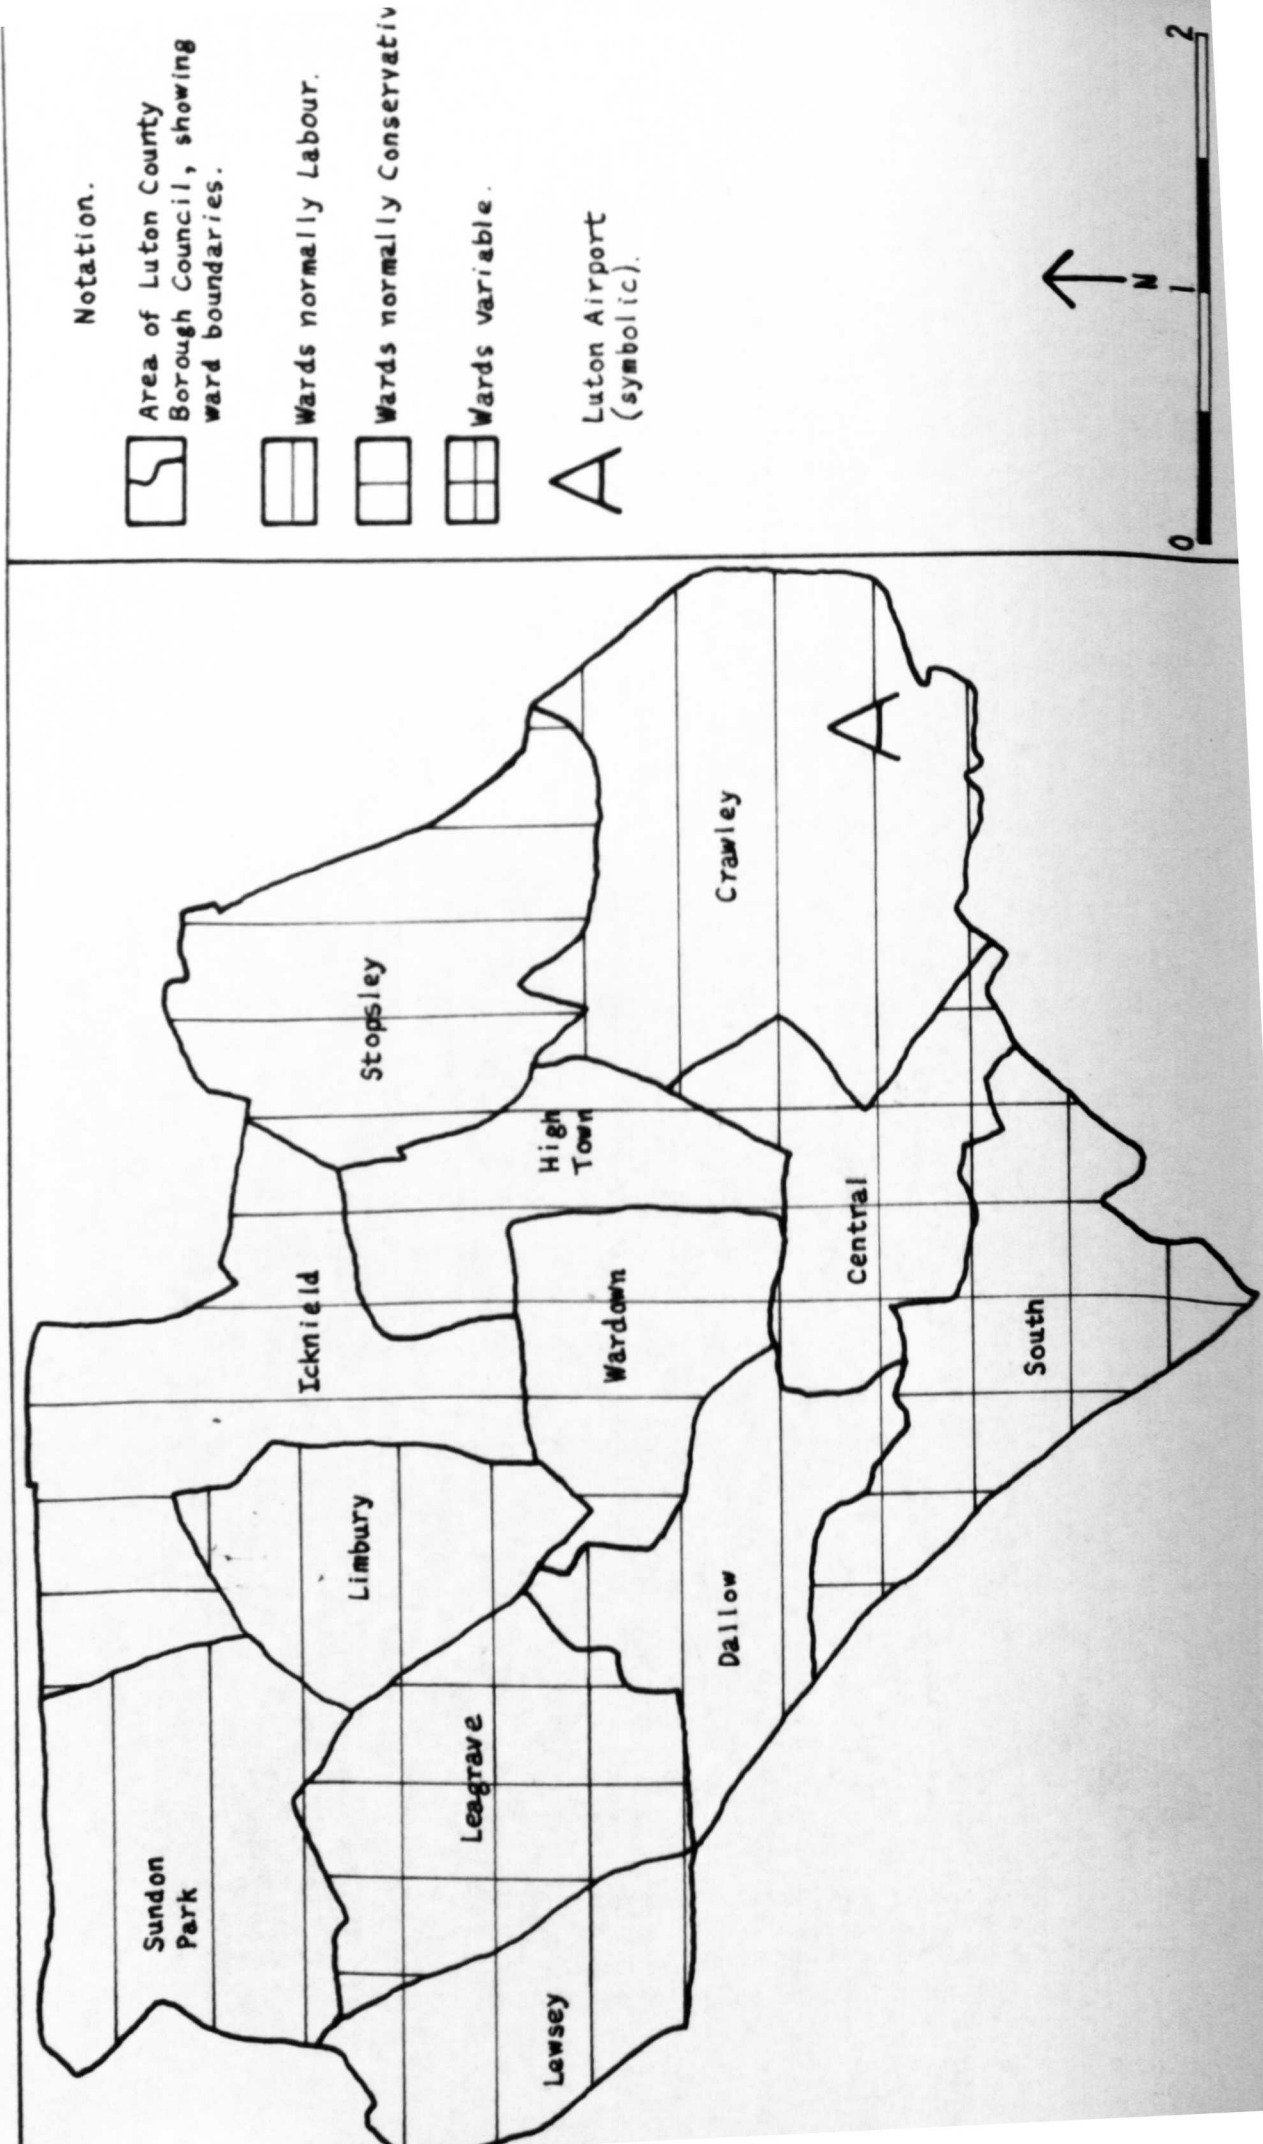 Notation.
Area of Luton County
Borough Council, showing
ward boundaries.
Wards normally Labour.
Wards normally Conservativ
Wards variable.
A Luton Airport
(symbolic).
N
0 1 2
Sundon
Park
Icknield
Limbury
Stopsley
Leagrave
Lewsey
High
Town
Wardown
Dallow
Crawley
A
Central
South